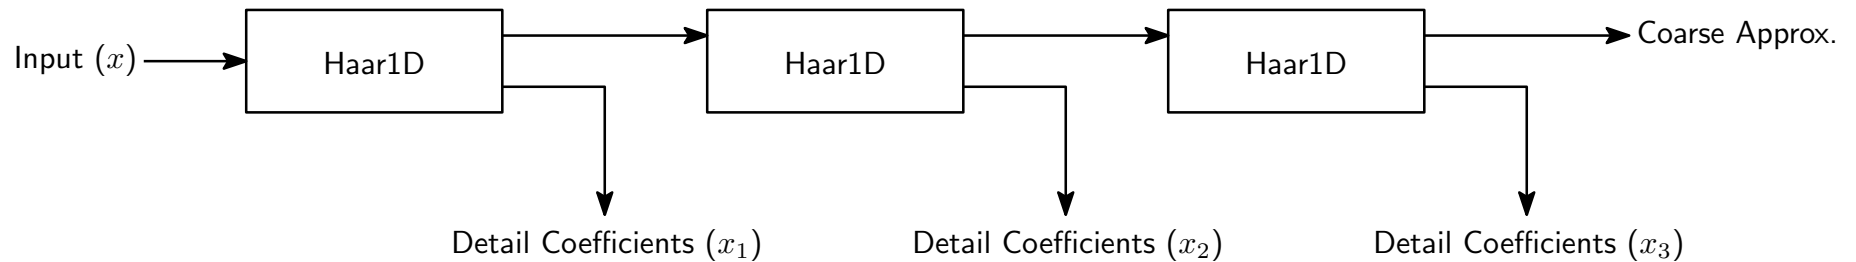 Input (x)
Haar1D
Haar1D
Haar1D
Coarse Approx.
Detail Coefficients (x₁)
Detail Coefficients (x₂)
Detail Coefficients (x₃)